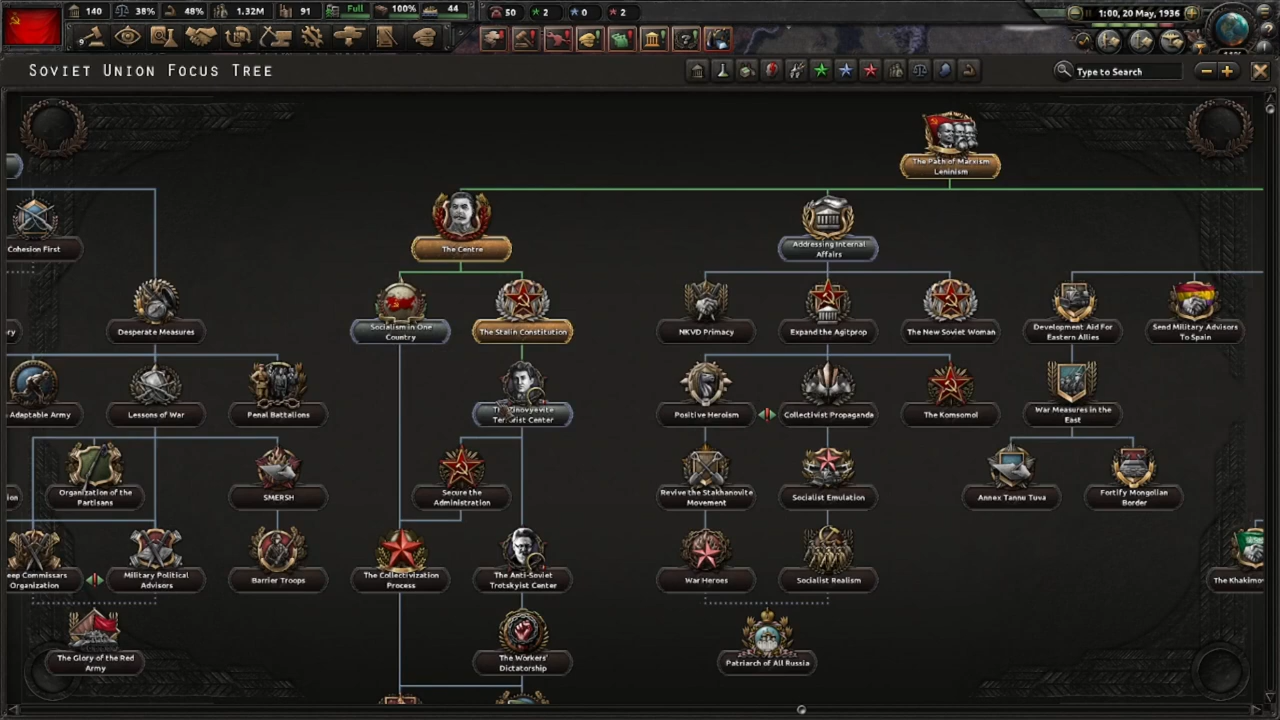 140 38% 48% 1.32M 91 Full 100% 44 50 2 0 2 1:00, 20 May, 1936
9
SOVIET UNION FOCUS TREE
Type to Search
The Path of Marxism
Leninism
Cohesion First
The Centre
Addressing Internal
Affairs
Desperate Measures
Socialism in One
Country
The Stalin Constitution
NKVD Primacy
Expand the Agitprop
The New Soviet Woman
Development Aid For
Eastern Allies
Send Military Advisors
To Spain
Adaptable Army
Lessons of War
Penal Battalions
Terrorist Center
Positive Heroism
Collectivist Propaganda
The Komsomol
War Measures in the
East
Organization of the
Partisans
SMERSH
Secure the
Administration
Revive the Stakhanovite
Movement
Socialist Emulation
Annex Tannu Tuva
Fortify Mongolian
Border
eep Commissars
Organization
Military Political
Advisors
Barrier Troops
The Collectivization
Process
The Anti-Soviet
Trotskyist Center
War Heroes
Socialist Realism
The Khakimov
The Glory of the Red
Army
The Workers'
Dictatorship
Patriarch of All Russia